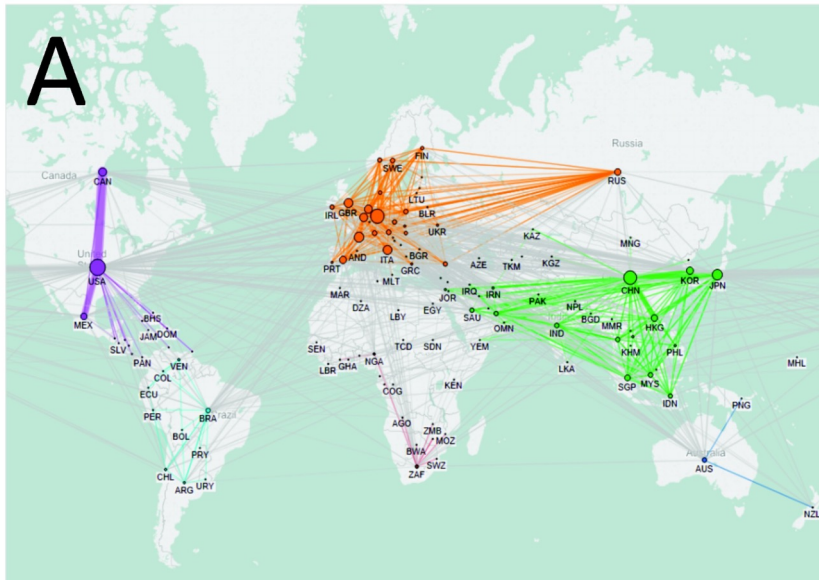 A
Canada
CAN
United
USA
MEX
BHS
JAM
DOM
SLV
PAN
VEN
COL
ECU
PER
BRA
BOL
PRY
CHL
ARG
URY
FIN
SWE
LTU
IRL
GBR
BLR
UKR
AND
ITA
BGR
PRT
GRC
MLT
MAR
DZA
LBY
EGY
SEN
LBR
GHA
NGA
TCD
SDN
YEM
COG
KEN
AGO
ZMB
MOZ
BWA
SWZ
ZAF
Russia
RUS
KAZ
MNG
AZE
TKM
KGZ
JOR
IRQ
IRN
SAU
OMN
PAK
NPL
IND
BGD
MMR
LKA
CHN
KOR
JPN
HKG
KHM
PHL
SGP
MYS
IDN
MHL
PNG
Australia
AUS
NZL